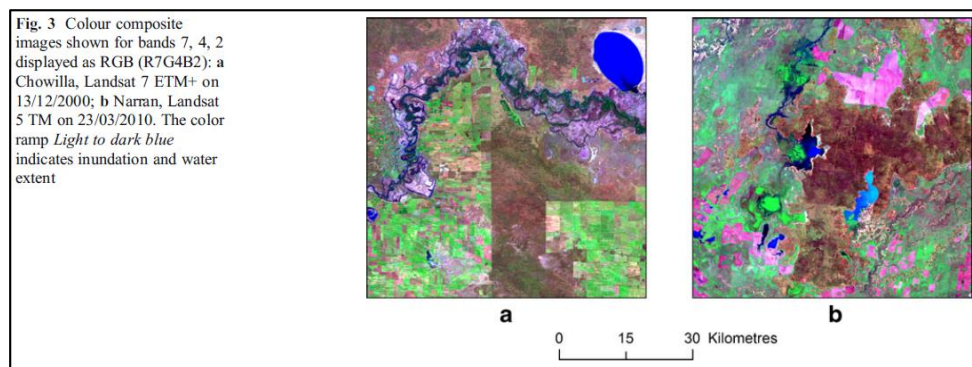 Fig. 3 Colour composite
images shown for bands 7, 4, 2
displayed as RGB (R7G4B2): a
Chowilla, Landsat 7 ETM+ on
13/12/2000; b Narran, Landsat
5 TM on 23/03/2010. The color
ramp Light to dark blue
indicates inundation and water
extent
a
b
0 15 30 Kilometres